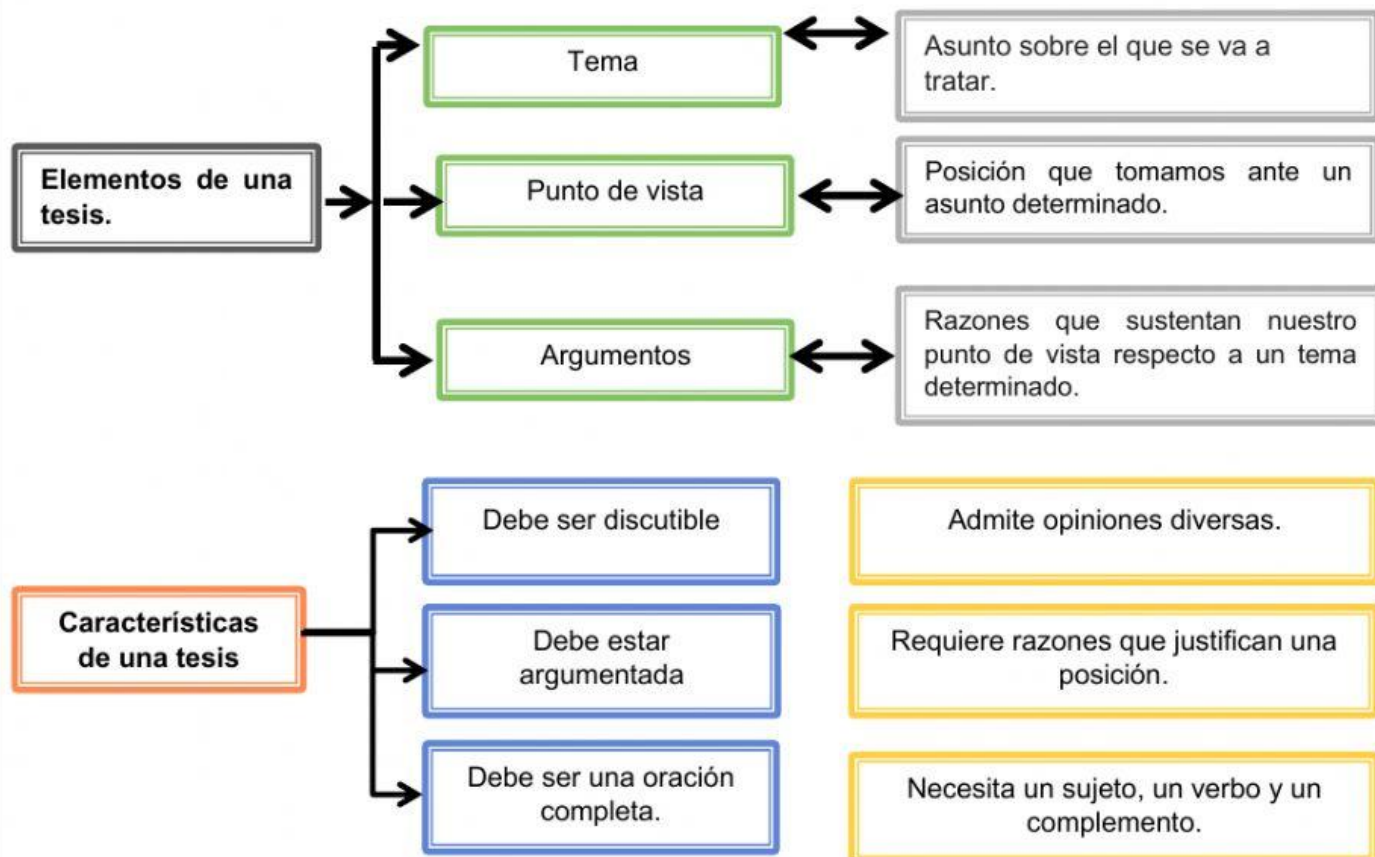 Elementos de una
tesis.
Tema
Asunto sobre el que se va a
tratar.
Punto de vista
Posición que tomamos ante un
asunto determinado.
Argumentos
Razones que sustentan nuestro
punto de vista respecto a un tema
determinado.
Característícas
de una tesis
Debe ser discutible
Admite opiniones diversas.
Debe estar
argumentada
Requiere razones que justifican una
posición.
Debe ser una oración
completa.
Necesita un sujeto, un verbo y un
complemento.